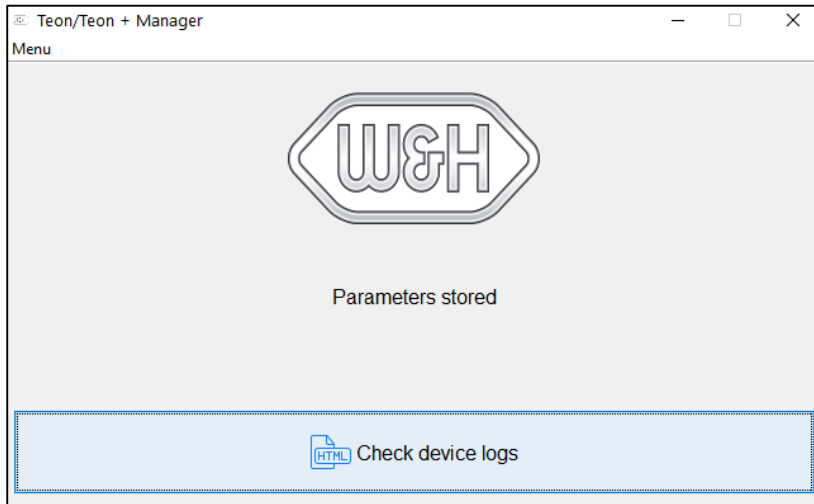 Teon/Teon + Manager
Menu
W&H
Parameters stored
HTML Check device logs